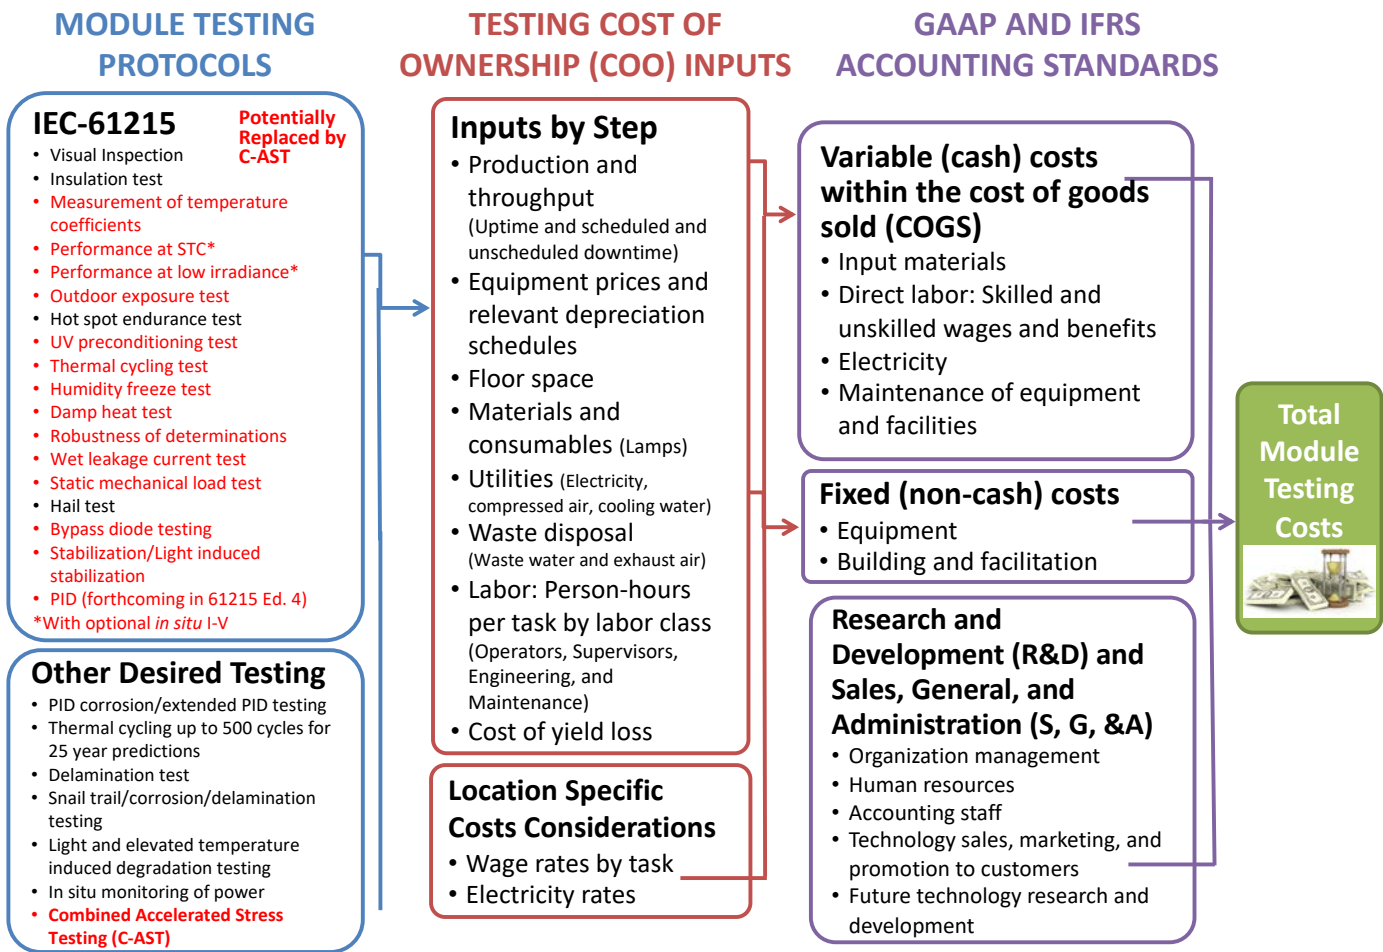 MODULE TESTING
PROTOCOLS
IEC-61215
Potentially
Replaced by
C-AST
• Visual Inspection
• Insulation test
• Measurement of temperature
coefficients
• Performance at STC*
• Performance at low irradiance*
• Outdoor exposure test
• Hot spot endurance test
• UV preconditioning test
• Thermal cycling test
• Humidity freeze test
• Damp heat test
• Robustness of determinations
• Wet leakage current test
• Static mechanical load test
• Hail test
• Bypass diode testing
• Stabilization/Light induced
stabilization
• PID (forthcoming in 61215 Ed. 4)
*With optional in situ I-V
Other Desired Testing
• PID corrosion/extended PID testing
• Thermal cycling up to 500 cycles for
25 year predictions
• Delamination test
• Snail trail/corrosion/delamination
testing
• Light and elevated temperature
induced degradation testing
• In situ monitoring of power
• Combined Accelerated Stress
Testing (C-AST)
TESTING COST OF
OWNERSHIP (COO) INPUTS
Inputs by Step
• Production and
throughput
(Uptime and scheduled and
unscheduled downtime)
• Equipment prices and
relevant depreciation
schedules
• Floor space
• Materials and
consumables (Lamps)
• Utilities (Electricity,
compressed air, cooling water)
• Waste disposal
(Waste water and exhaust air)
• Labor: Person-hours
per task by labor class
(Operators, Supervisors,
Engineering, and
Maintenance)
• Cost of yield loss
Location Specific
Costs Considerations
• Wage rates by task
• Electricity rates
GAAP AND IFRS
ACCOUNTING STANDARDS
Variable (cash) costs
within the cost of goods
sold (COGS)
• Input materials
• Direct labor: Skilled and
unskilled wages and benefits
• Electricity
• Maintenance of equipment
and facilities
Fixed (non-cash) costs
• Equipment
• Building and facilitation
Research and
Development (R&D) and
Sales, General, and
Administration (S, G, &A)
• Organization management
• Human resources
• Accounting staff
• Technology sales, marketing, and
promotion to customers
• Future technology research and
development
Total
Module
Testing
Costs